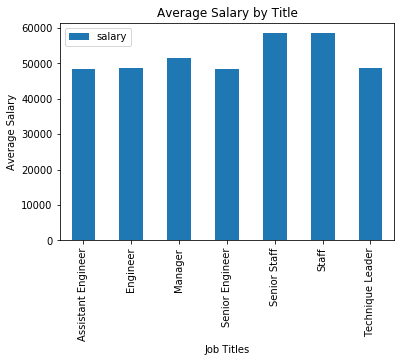 Average Salary by Title
salary
Average Salary
60000
50000
40000
30000
20000
10000
0
Assistant Engineer
Engineer
Manager
Senior Engineer
Senior Staff
Staff
Technique Leader
Job Titles